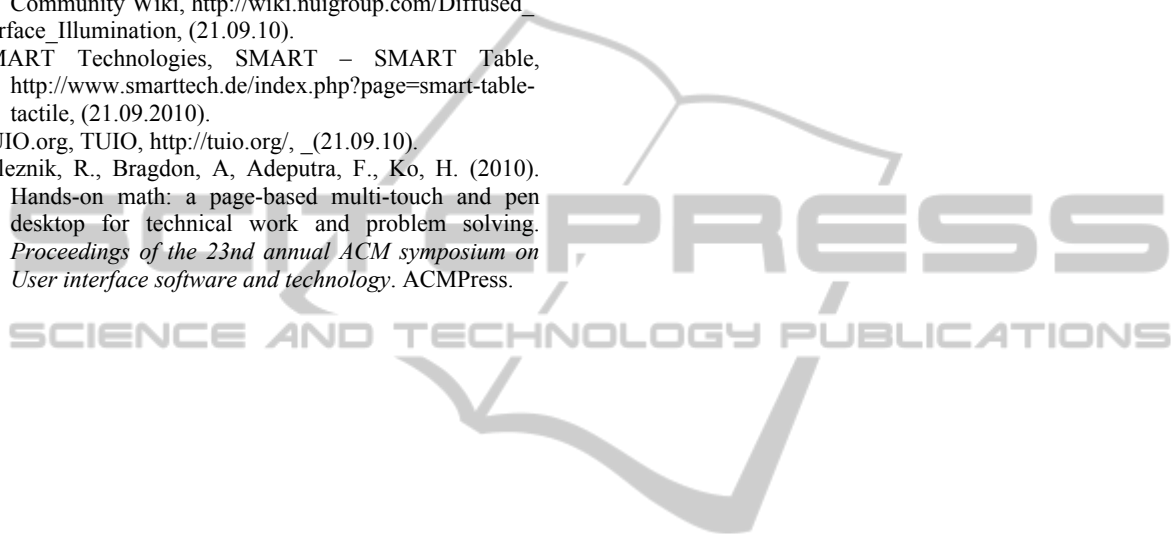 Community Wiki, http://wiki.nuigroup.com/Diffused_
rface_Illumination, (21.09.10).
MART Technologies, SMART – SMART Table,
http://www.smarttech.de/index.php?page=smart-table-
tactile, (21.09.2010).
UIO.org, TUIO, http://tuio.org/, _(21.09.10).
leznik, R., Bragdon, A, Adeputra, F., Ko, H. (2010).
Hands-on math: a page-based multi-touch and pen
desktop for technical work and problem solving.
Proceedings of the 23nd annual ACM symposium on
User interface software and technology. ACMPress.
SCITEPRESS
SCIENCE AND TECHNOLOGY PUBLICATIONS